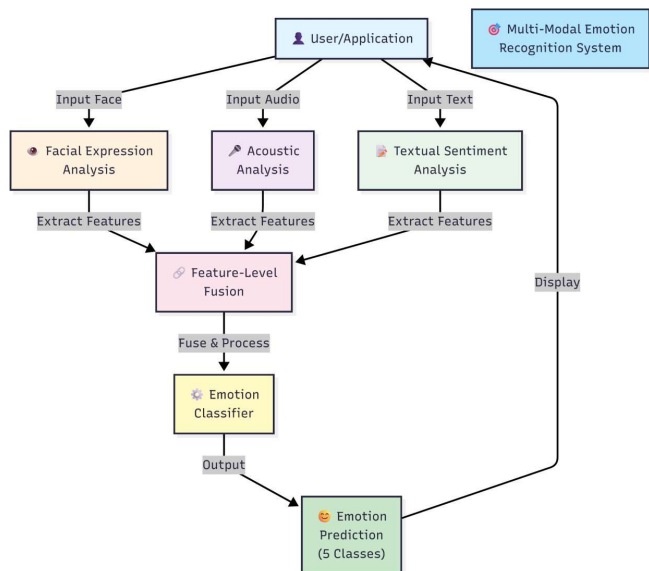 User/Application
Multi-Modal Emotion
Recognition System
Input Face
Input Audio
Input Text
Facial Expression
Analysis
Acoustic
Analysis
Textual Sentiment
Analysis
Extract Features
Extract Features
Extract Features
Feature-Level
Fusion
Display
Fuse & Process
Emotion
Classifier
Output
Emotion
Prediction
(5 Classes)